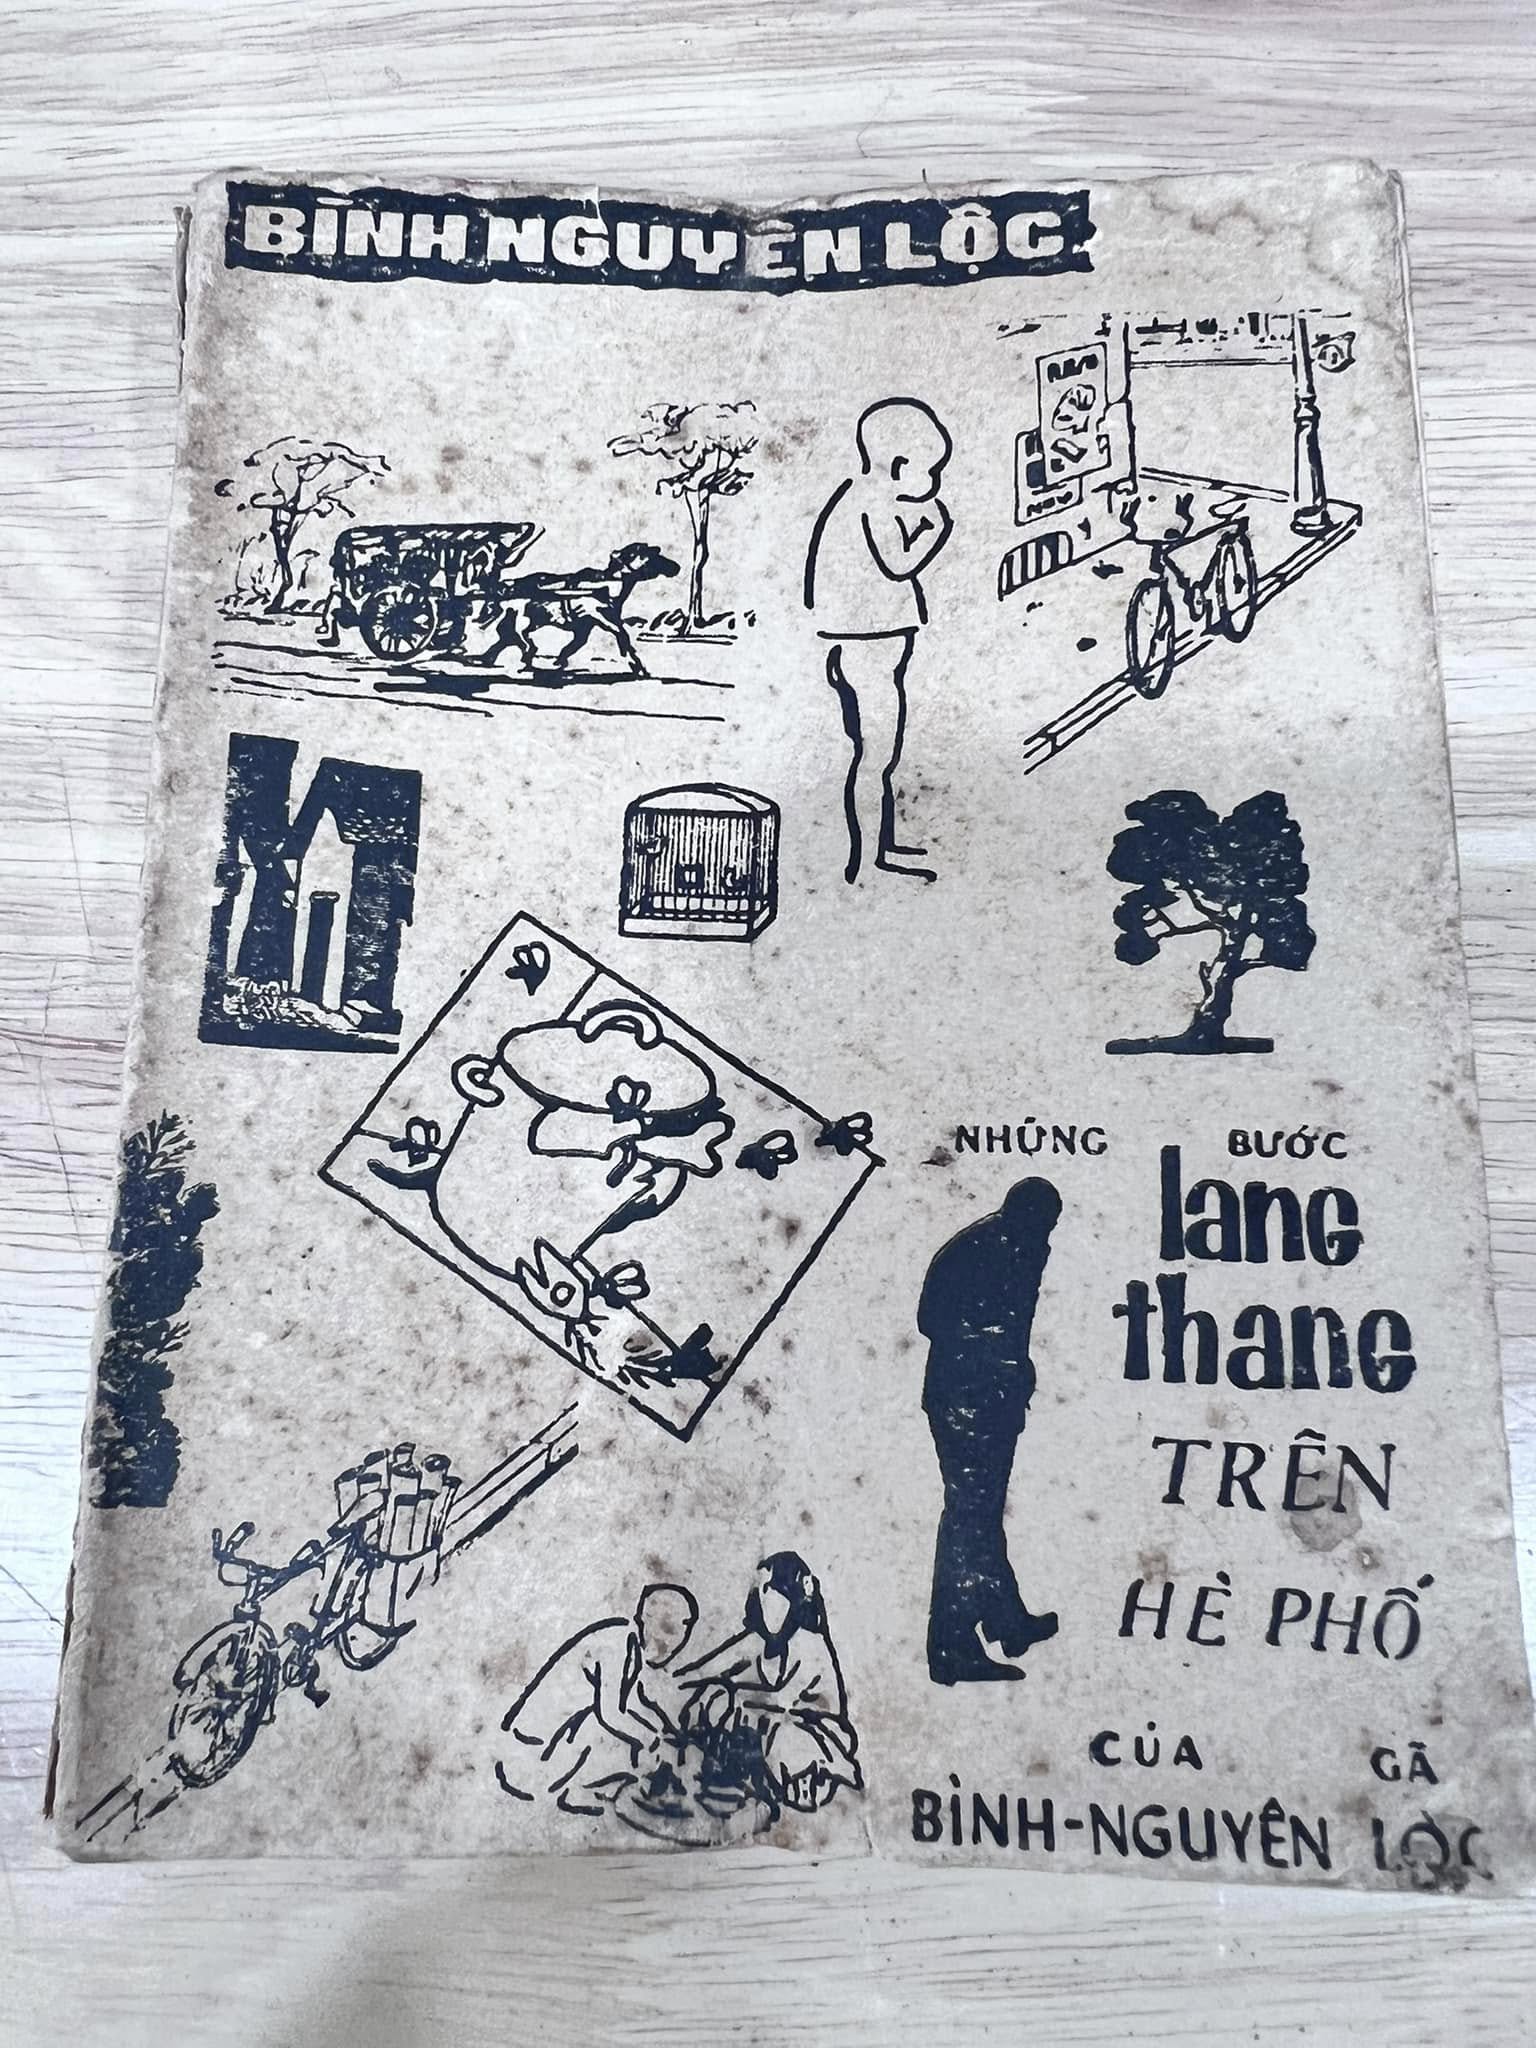 BÌNH NGUYÊN LỘC
NHỮNG BƯỚC
lang
thang
TRÊN
HÈ PHỐ
CỦA GÃ
BÌNH-NGUYÊN LỘC